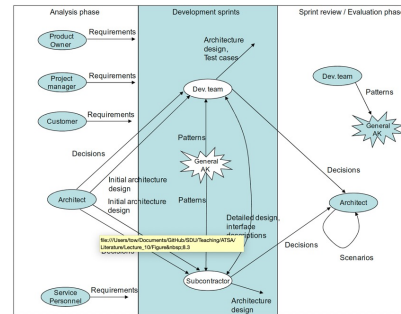 Analysis phase
Development sprints
Sprint review / Evaluation phase
Product
Owner
Requirements
Project
manager
Requirements
Customer
Requirements
Architecture
design,
Test cases
Dev. team
Dev. team
Patterns
General
AK
Decisions
Patterns
General
AK
Patterns
Initial architecture
design
Initial architecture
design
Architect
Decisions
Architect
Scenarios
Detailed design,
interface
descriptions
Decisions
file:///Users/tow/Documents/GitHub/SDU/Teaching/ATSA/
Literature/Lecture_10/Figure&nbsp;8.3
Decisions
Subcontractor
Architecture
design
Service
Personnel
Requirements